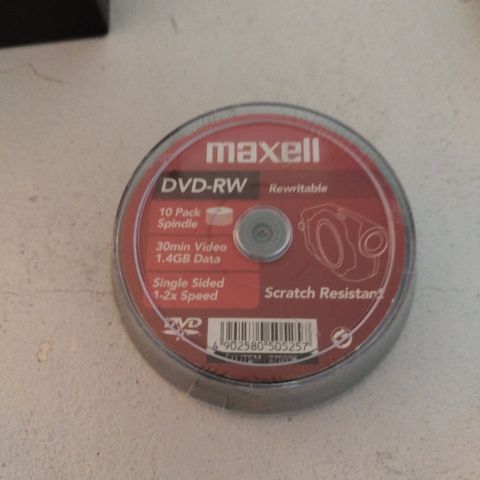 maxell
DVD-RW Rewritable
10 Pack
Spindle
30min Video
1.4GB Data
Single Sided
1-2x Speed
Scratch Resistant
DVD
4 902580 505257